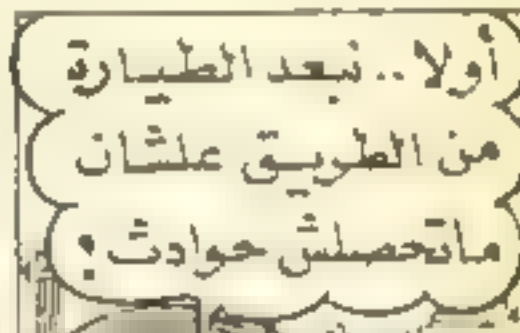 أولا.. نبعد الطيارة
من الطريق علشان
ماتحصلش حوادث !